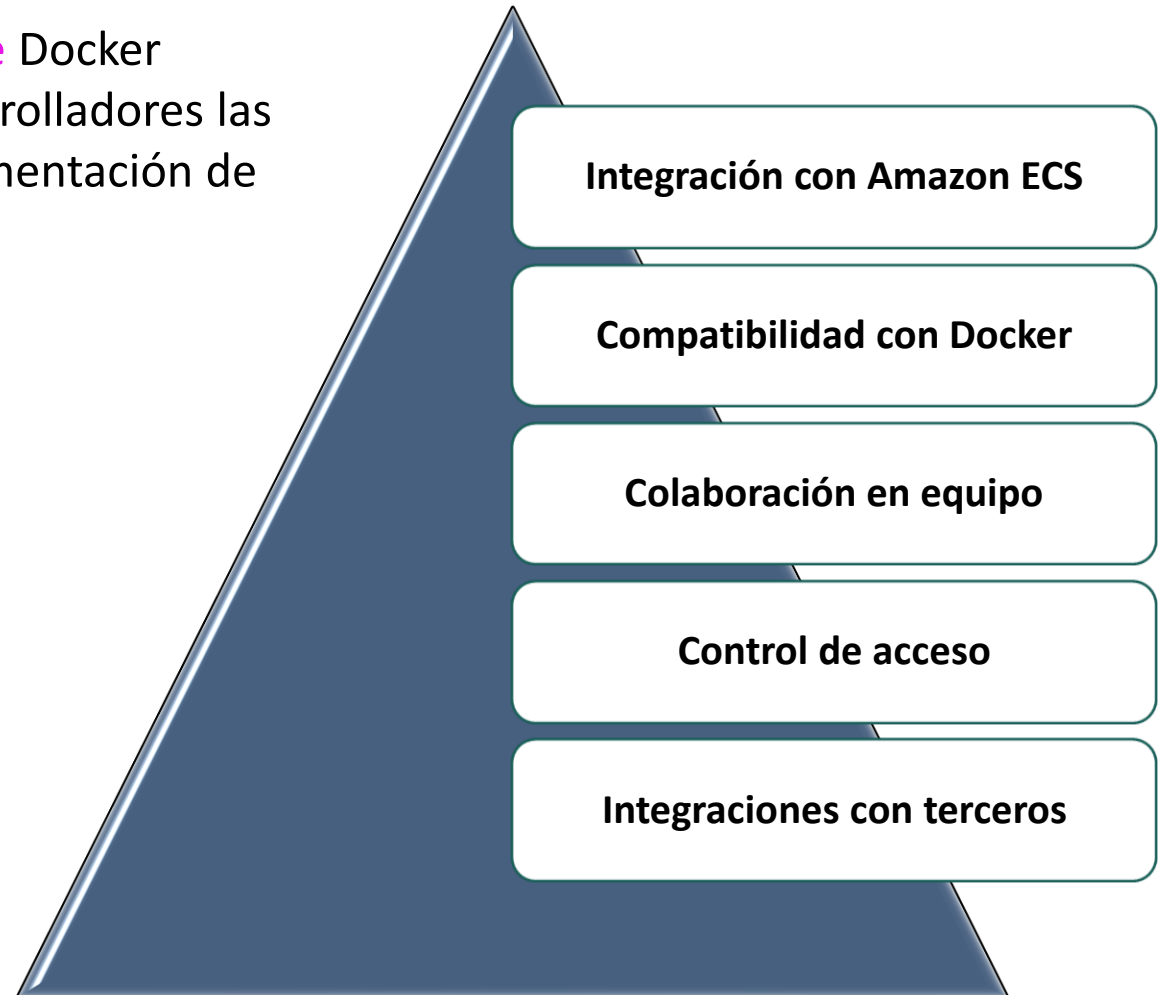 Docker
rolladores las
mentación de
Integración con Amazon ECS
Compatibilidad con Docker
Colaboración en equipo
Control de acceso
Integraciones con terceros